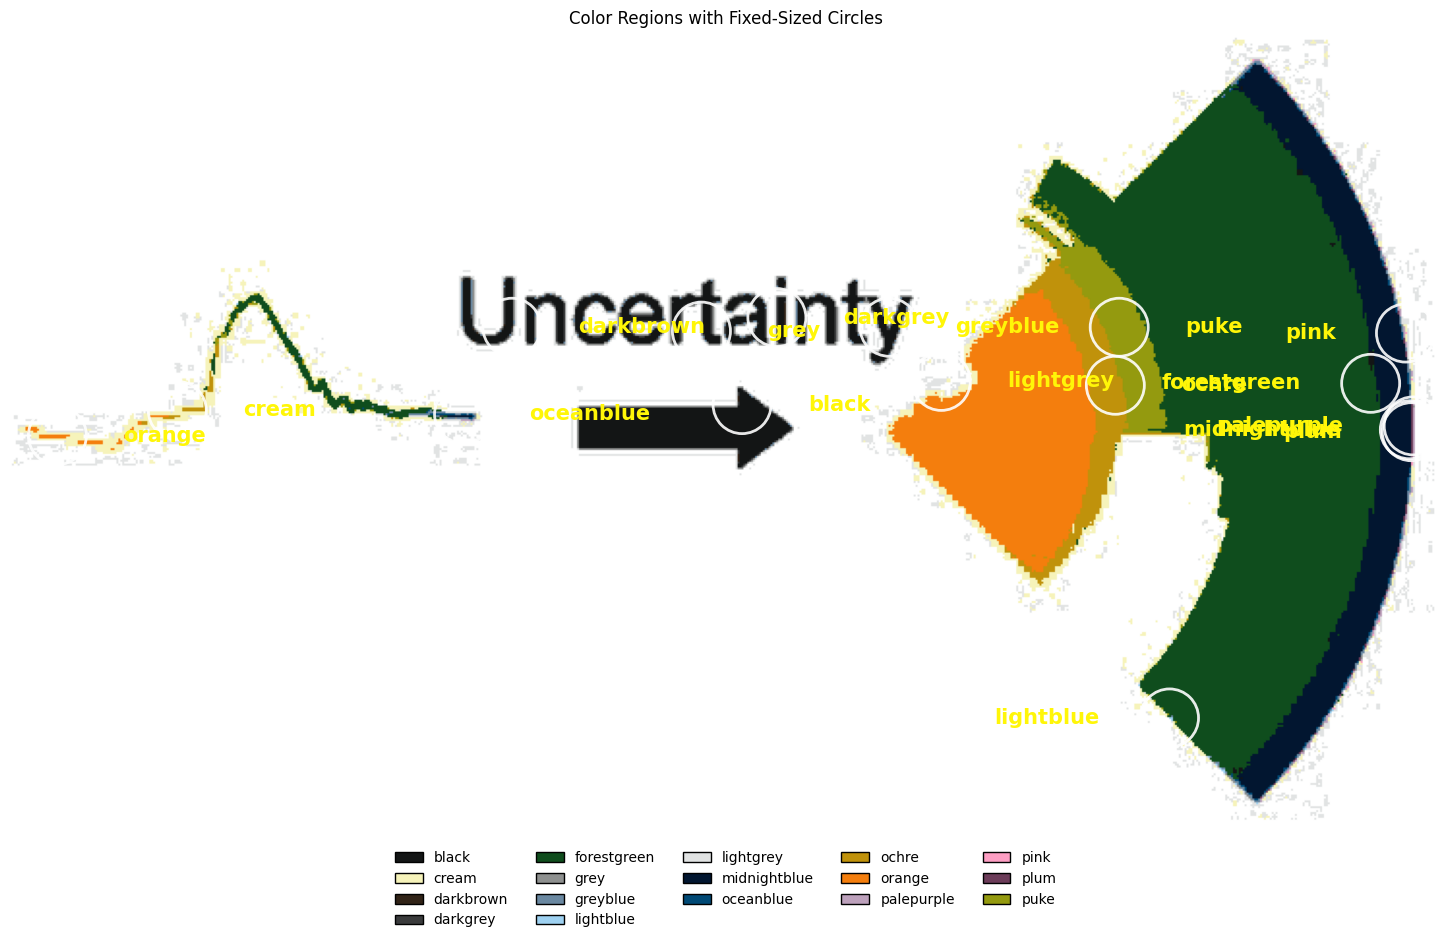 Color Regions with Fixed-Sized Circles
Uncertainty
darkbrown
grey
darkgrey
greyblue
puke
pink
lightgrey
ochre
forestgreen
cream
oceanblue
black
orange
midnightblue
palepurple
plum
lightblue
black
cream
darkbrown
darkgrey
forestgreen
grey
greyblue
lightblue
lightgrey
midnightblue
oceanblue
ochre
orange
palepurple
pink
plum
puke